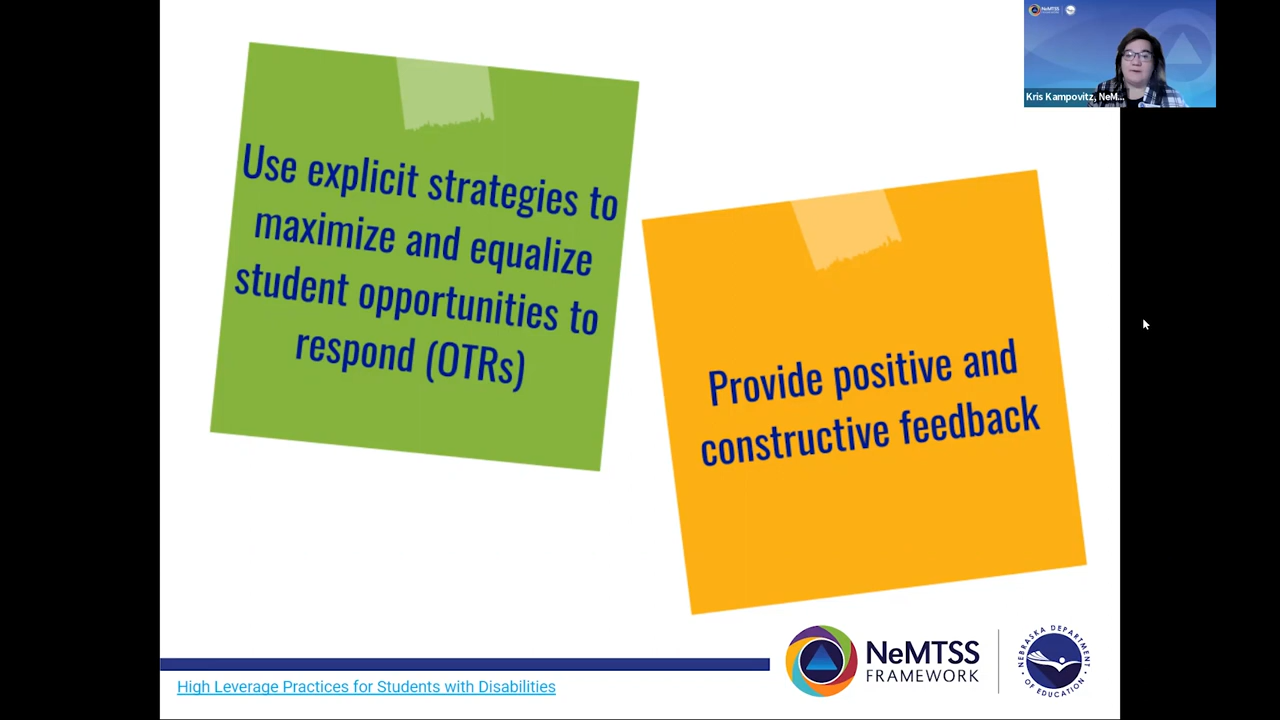 NeMTSS
Kris Kampovitz, NeM...
Use explicit strategies to
maximize and equalize
student opportunities to
respond (OTRs)
Provide positive and
constructive feedback
High Leverage Practices for Students with Disabilities
NeMTSS
FRAMEWORK
NEBRASKA DEPARTMENT
OF EDUCATION